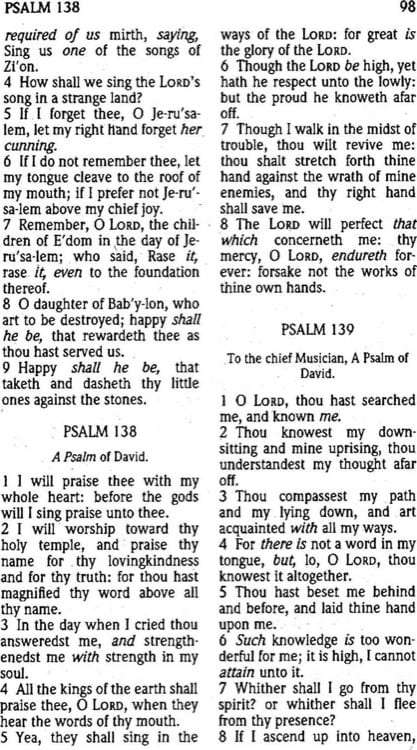 PSALM 138
98
required of us mirth, saying,
Sing us one of the songs of
Zi'on.
4 How shall we sing the LORD's
song in a strange land?
5 If I forget thee, O Je-ru'sa-
lem, let my right hand forget her
cunning.
6 If I do not remember thee, let
my tongue cleave to the roof of
my mouth; if I prefer not Je-ru'-
sa-lem above my chief joy.
7 Remember, O LORD, the chil-
dren of E'dom in the day of Je-
ru'sa-lem; who said, Rase it,
rase it, even to the foundation
thereof.
8 O daughter of Bab'y-lon, who
art to be destroyed; happy shall
he be, that rewardeth thee as
thou hast served us.
9 Happy shall he be, that
taketh and dasheth thy little
ones against the stones.
PSALM 138
A Psalm of David.
1 I will praise thee with my
whole heart: before the gods
will I sing praise unto thee.
2 I will worship toward thy
holy temple, and praise thy
name for thy lovingkindness
and for thy truth: for thou hast
magnified thy word above all
thy name.
3 In the day when I cried thou
answeredst me, and strength-
enedst me with strength in my
soul.
4 All the kings of the earth shall
praise thee, O LORD, when they
hear the words of thy mouth.
5 Yea, they shall sing in the
ways of the LORD: for great is
the glory of the LORD.
6 Though the LORD be high, yet
hath he respect unto the lowly:
but the proud he knoweth afar
off.
7 Though I walk in the midst of
trouble, thou wilt revive me:
thou shalt stretch forth thine
hand against the wrath of mine
enemies, and thy right hand
shall save me.
8 The LORD will perfect that
which concerneth me: thy
mercy, O LORD, endureth for-
ever: forsake not the works of
thine own hands.
PSALM 139
To the chief Musician, A Psalm of
David.
1 O LORD, thou hast searched
me, and known me.
2 Thou knowest my down-
sitting and mine uprising, thou
understandest my thought afar
off.
3 Thou compassest my path
and my lying down, and art
acquainted with all my ways.
4 For there is not a word in my
tongue, but, lo, O LORD, thou
knowest it altogether.
5 Thou hast beset me behind
and before, and laid thine hand
upon me.
6 Such knowledge is too won-
derful for me; it is high, I cannot
attain unto it.
7 Whither shall I go from thy
spirit? or whither shall I flee
from thy presence?
8 If I ascend up into heaven,